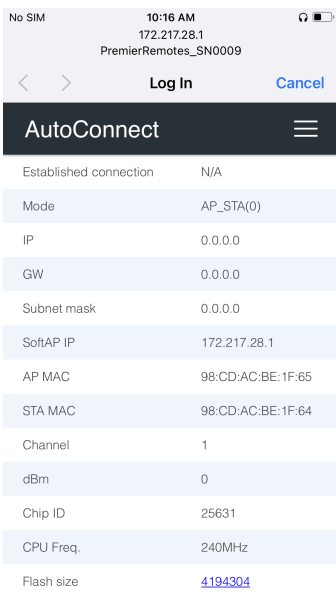 No SIM 10:16 AM
172.217.28.1
PremierRemotes_SN0009
Log In Cancel
AutoConnect
Established connection N/A
Mode AP_STA(0)
IP 0.0.0.0
GW 0.0.0.0
Subnet mask 0.0.0.0
SoftAP IP 172.217.28.1
AP MAC 98:CD:AC:BE:1F:65
STA MAC 98:CD:AC:BE:1F:64
Channel 1
dBm 0
Chip ID 25631
CPU Freq. 240MHz
Flash size 4194304